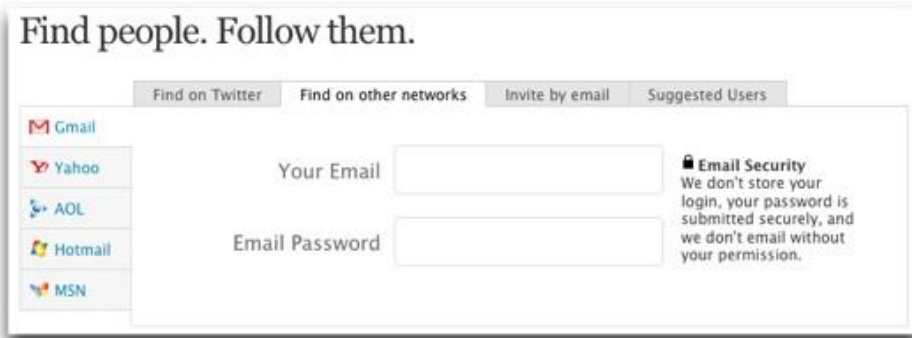 Find people. Follow them.
Find on Twitter Find on other networks Invite by email Suggested Users
Gmail
Yahoo
AOL
Hotmail
MSN
Your Email
Email Password
Email Security
We don't store your
login, your password is
submitted securely, and
we don't email without
your permission.